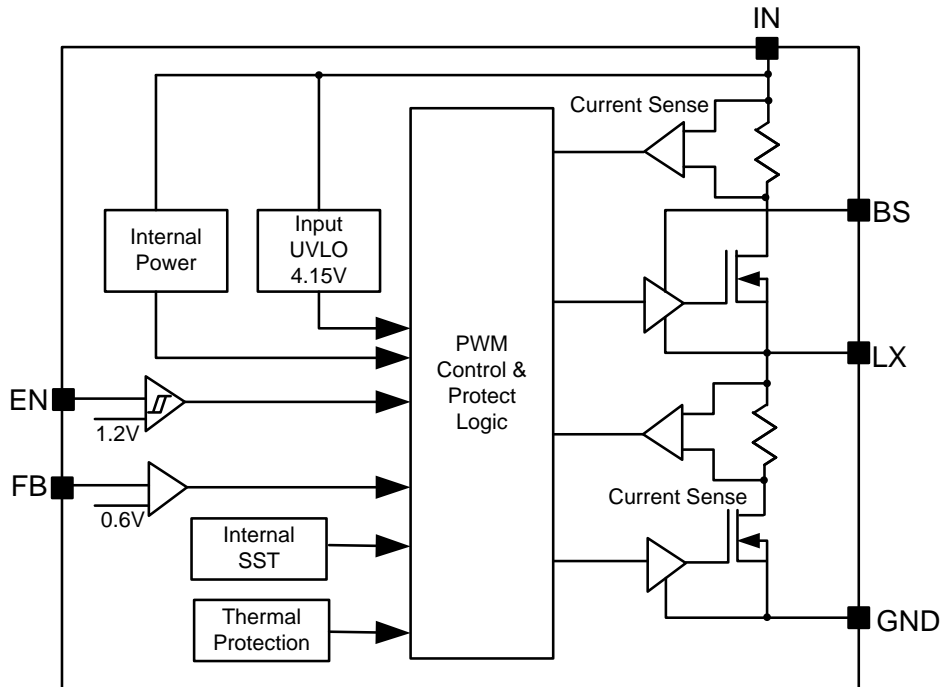 IN
Current Sense
BS
Internal
Power
Input
UVLO
4.15V
PWM
Control &
Protect
Logic
LX
EN
1.2V
FB
0.6V
Current Sense
Internal
SST
Thermal
Protection
GND